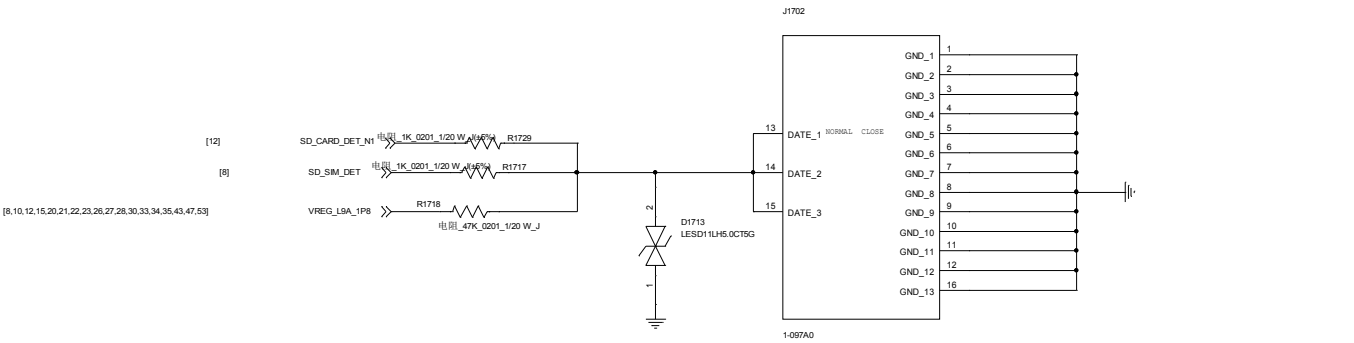 J1702
GND_1 1
GND_2 2
GND_3 3
GND_4 4
13 DATE_1 NORMAL CLOSE GND_5 5
[12] SD_CARD_DET_N1 电阻_1K_0201_1/20 W_J(±5%) R1729
GND_6 6
[8] SD_SIM_DET 电阻_1K_0201_1/20 W_J(±5%) R1717
14 DATE_2 GND_7 7
GND_8 8
[8,10,12,15,20,21,22,23,26,27,28,30,33,34,35,43,47,53] VREG_L9A_1P8 R1718
电阻_47K_0201_1/20 W_J
15 DATE_3 GND_9 9
2
D1713
LESD11LH5.0CT5G
1
GND_10 10
GND_11 11
GND_12 12
GND_13 16
1-097A0